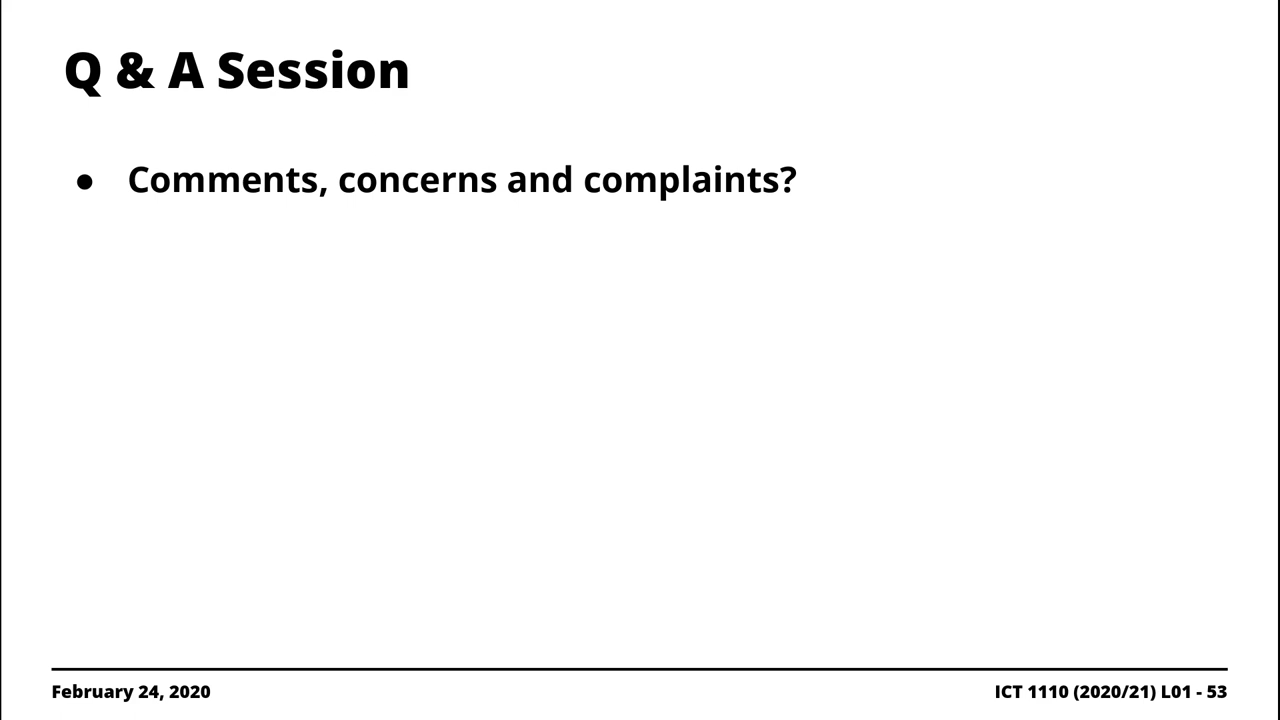 Q & A Session
● Comments, concerns and complaints?
February 24, 2020
ICT 1110 (2020/21) L01 - 53